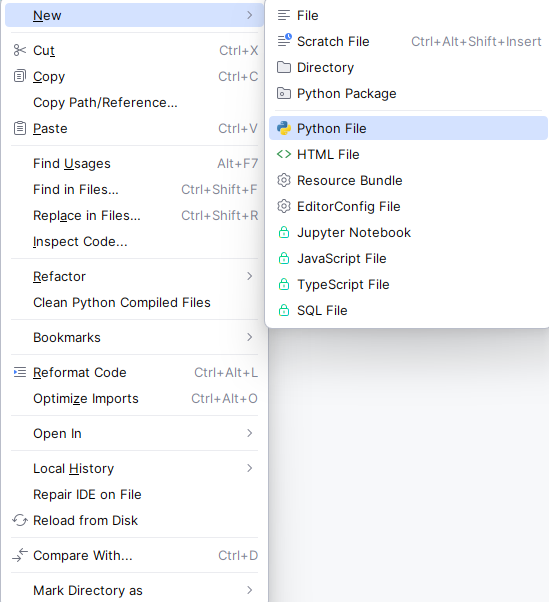 New
Cut Ctrl+X
Copy Ctrl+C
Copy Path/Reference...
Paste Ctrl+V
Find Usages Alt+F7
Find in Files... Ctrl+Shift+F
Replace in Files... Ctrl+Shift+R
Inspect Code...
Refactor
Clean Python Compiled Files
Bookmarks
Reformat Code Ctrl+Alt+L
Optimize Imports Ctrl+Alt+O
Open In
Local History
Repair IDE on File
Reload from Disk
Compare With... Ctrl+D
Mark Directory as
File
Scratch File Ctrl+Alt+Shift+Insert
Directory
Python Package
Python File
HTML File
Resource Bundle
EditorConfig File
Jupyter Notebook
JavaScript File
TypeScript File
SQL File